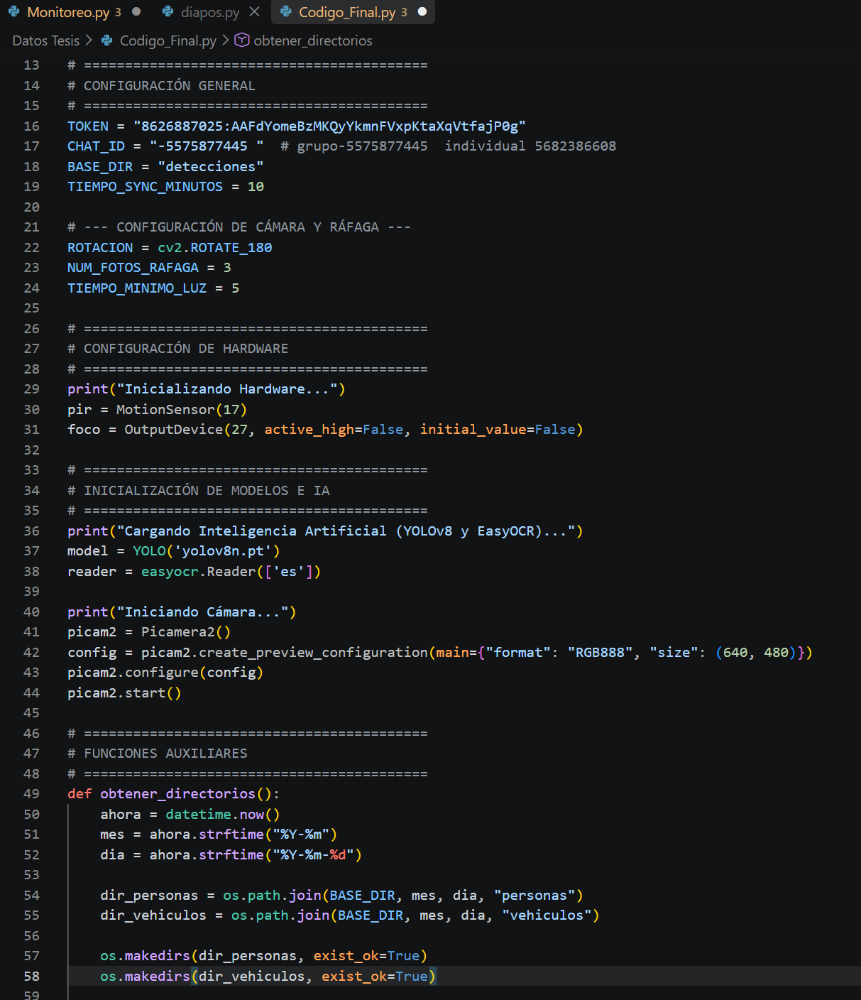 Monitoreo.py 3
diapos.py
Codigo_Final.py 3
Datos Tesis > Codigo_Final.py > obtener_directorios
13 # ==========================================
14 # CONFIGURACIÓN GENERAL
15 # ==========================================
16 TOKEN = "8626887025:AAFdYomeBzMKQyYkmnFVxpKtaXqVtfajP0g"
17 CHAT_ID = "-5575877445 "  # grupo-5575877445  individual 5682386608
18 BASE_DIR = "detecciones"
19 TIEMPO_SYNC_MINUTOS = 10
20
21 # --- CONFIGURACIÓN DE CÁMARA Y RÁFAGA ---
22 ROTACION = cv2.ROTATE_180
23 NUM_FOTOS_RAFAGA = 3
24 TIEMPO_MINIMO_LUZ = 5
25
26 # ==========================================
27 # CONFIGURACIÓN DE HARDWARE
28 # ==========================================
29 print("Inicializando Hardware...")
30 pir = MotionSensor(17)
31 foco = OutputDevice(27, active_high=False, initial_value=False)
32
33 # ==========================================
34 # INICIALIZACIÓN DE MODELOS E IA
35 # ==========================================
36 print("Cargando Inteligencia Artificial (YOLOv8 y EasyOCR)...")
37 model = YOLO('yolov8n.pt')
38 reader = easyocr.Reader(['es'])
39
40 print("Iniciando Cámara...")
41 picam2 = Picamera2()
42 config = picam2.create_preview_configuration(main={"format": "RGB888", "size": (640, 480)})
43 picam2.configure(config)
44 picam2.start()
45
46 # ==========================================
47 # FUNCIONES AUXILIARES
48 # ==========================================
49 def obtener_directorios():
50     ahora = datetime.now()
51     mes = ahora.strftime("%Y-%m")
52     dia = ahora.strftime("%Y-%m-%d")
53
54     dir_personas = os.path.join(BASE_DIR, mes, dia, "personas")
55     dir_vehiculos = os.path.join(BASE_DIR, mes, dia, "vehiculos")
56
57     os.makedirs(dir_personas, exist_ok=True)
58     os.makedirs(dir_vehiculos, exist_ok=True)
59